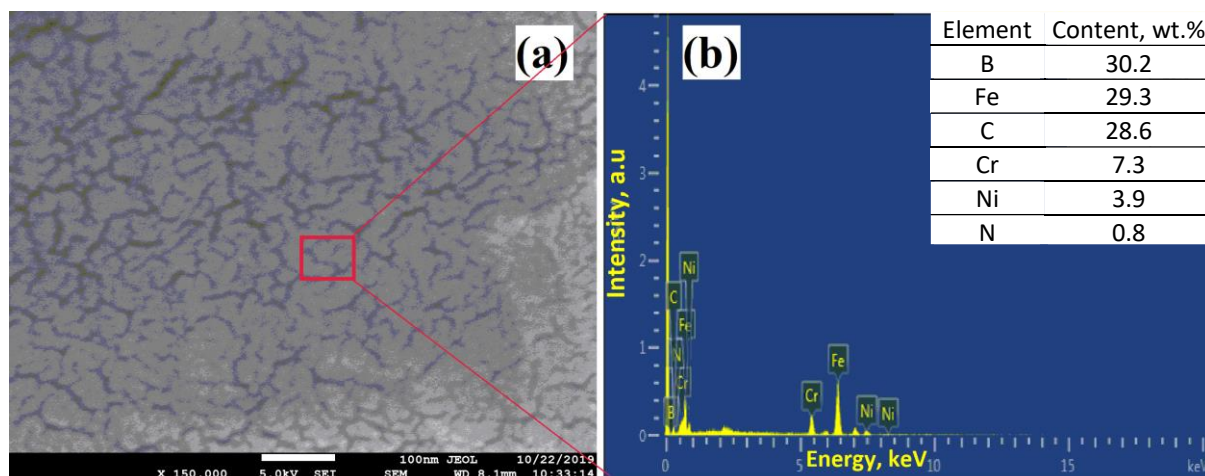 (a)
100nm JEOL 10/22/2019
X 150,000 5.0kV SEI SEM WD 8.1mm 10:33:14
(b)
Element Content, wt.%
B 30.2
Fe 29.3
C 28.6
Cr 7.3
Ni 3.9
N 0.8
Intensity, a.u
4
3
2
1
0
Ni
C
Fe
N
Cr
B
Cr
Fe
Ni
Ni
0 5 10 15 keV
Energy, keV